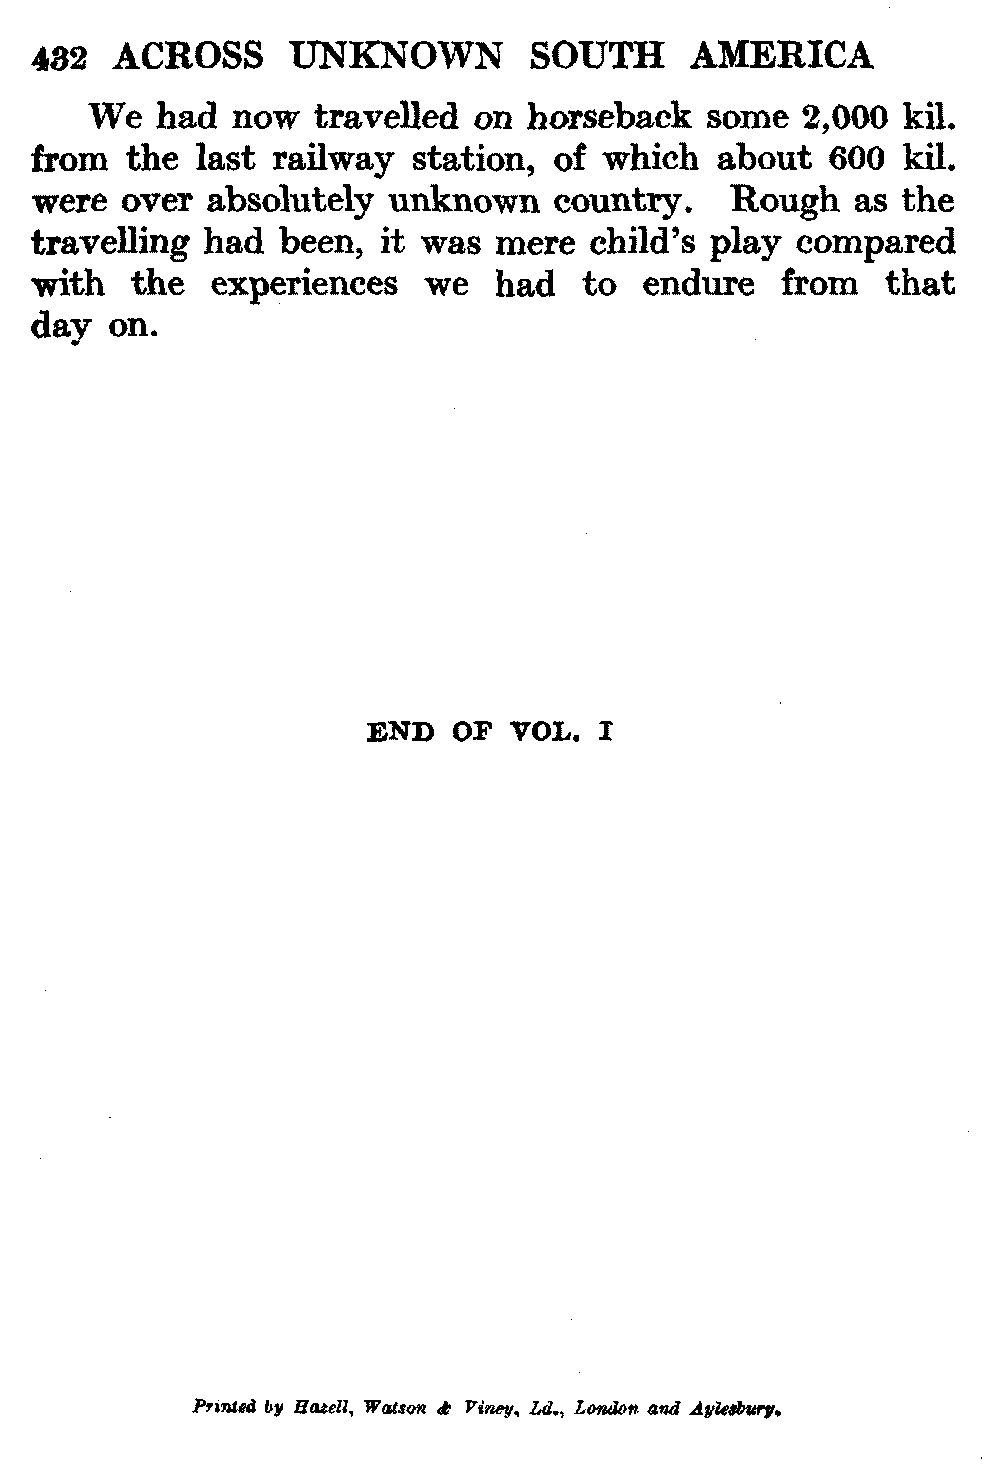 432 ACROSS UNKNOWN SOUTH AMERICA
We had now travelled on horseback some 2,000 kil.
from the last railway station, of which about 600 kil.
were over absolutely unknown country. Rough as the
travelling had been, it was mere child's play compared
with the experiences we had to endure from that
day on.
END OF VOL. I
Printed by Hazell, Watson & Viney, Ld., London and Aylesbury.